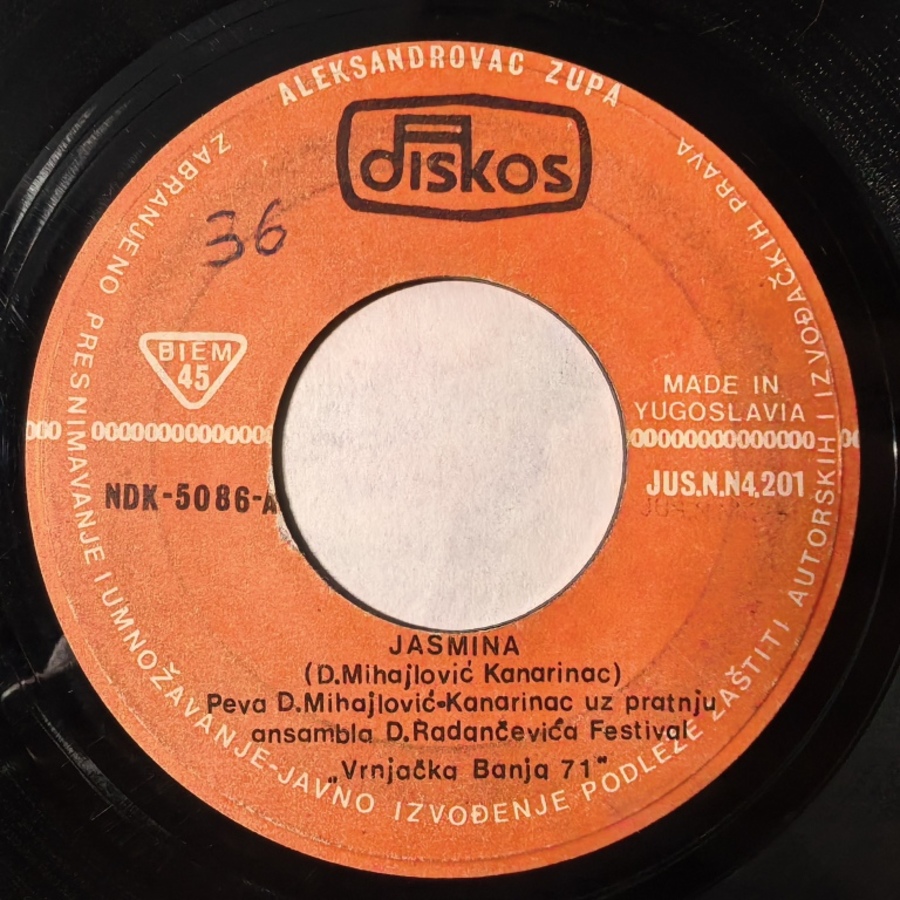 ALEKSANDROVAC ZUPA
diskos
36
BIEM
45
MADE IN
YUGOSLAVIA
NDK-5086-A
JUS.N.N4.201
JASMINA
(D.Mihajlović Kanarinac)
Peva D.Mihajlović-Kanarinac uz pratnju
ansambla D.Radančevića Festival
„Vrnjačka Banja 71"
ZABRANJENO PRESNIMAVANJE I UMNOŽAVANJE-JAVNO IZVOĐENJE PODLEŽE ZAŠTITI AUTORSKIH I IZVOĐAČKIH PRAVA